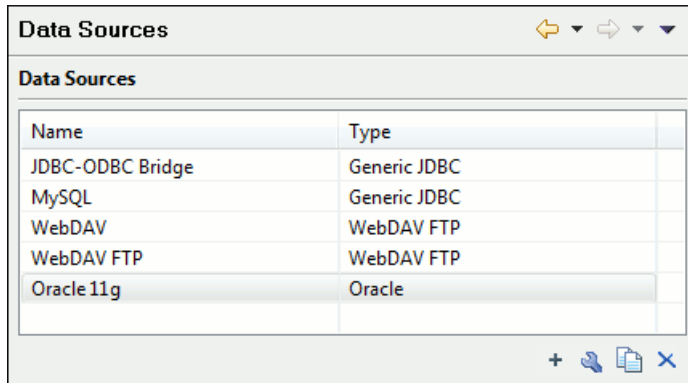 Data Sources
Data Sources
Name Type
JDBC-ODBC Bridge Generic JDBC
MySQL Generic JDBC
WebDAV WebDAV FTP
WebDAV FTP WebDAV FTP
Oracle 11g Oracle